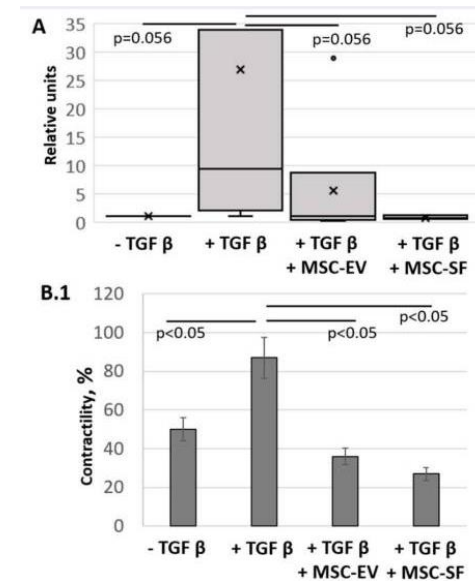 A
35
30
25
20
15
10
5
0
Relative units
p=0.056
p=0.056
p=0.056
- TGF β
+ TGF β
+ TGF β
+ MSC-EV
+ TGF β
+ MSC-SF
B.1
120
100
80
60
40
20
0
Contractility, %
p<0.05
p<0.05
p<0.05
- TGF β
+ TGF β
+ TGF β
+ MSC-EV
+ TGF β
+ MSC-SF